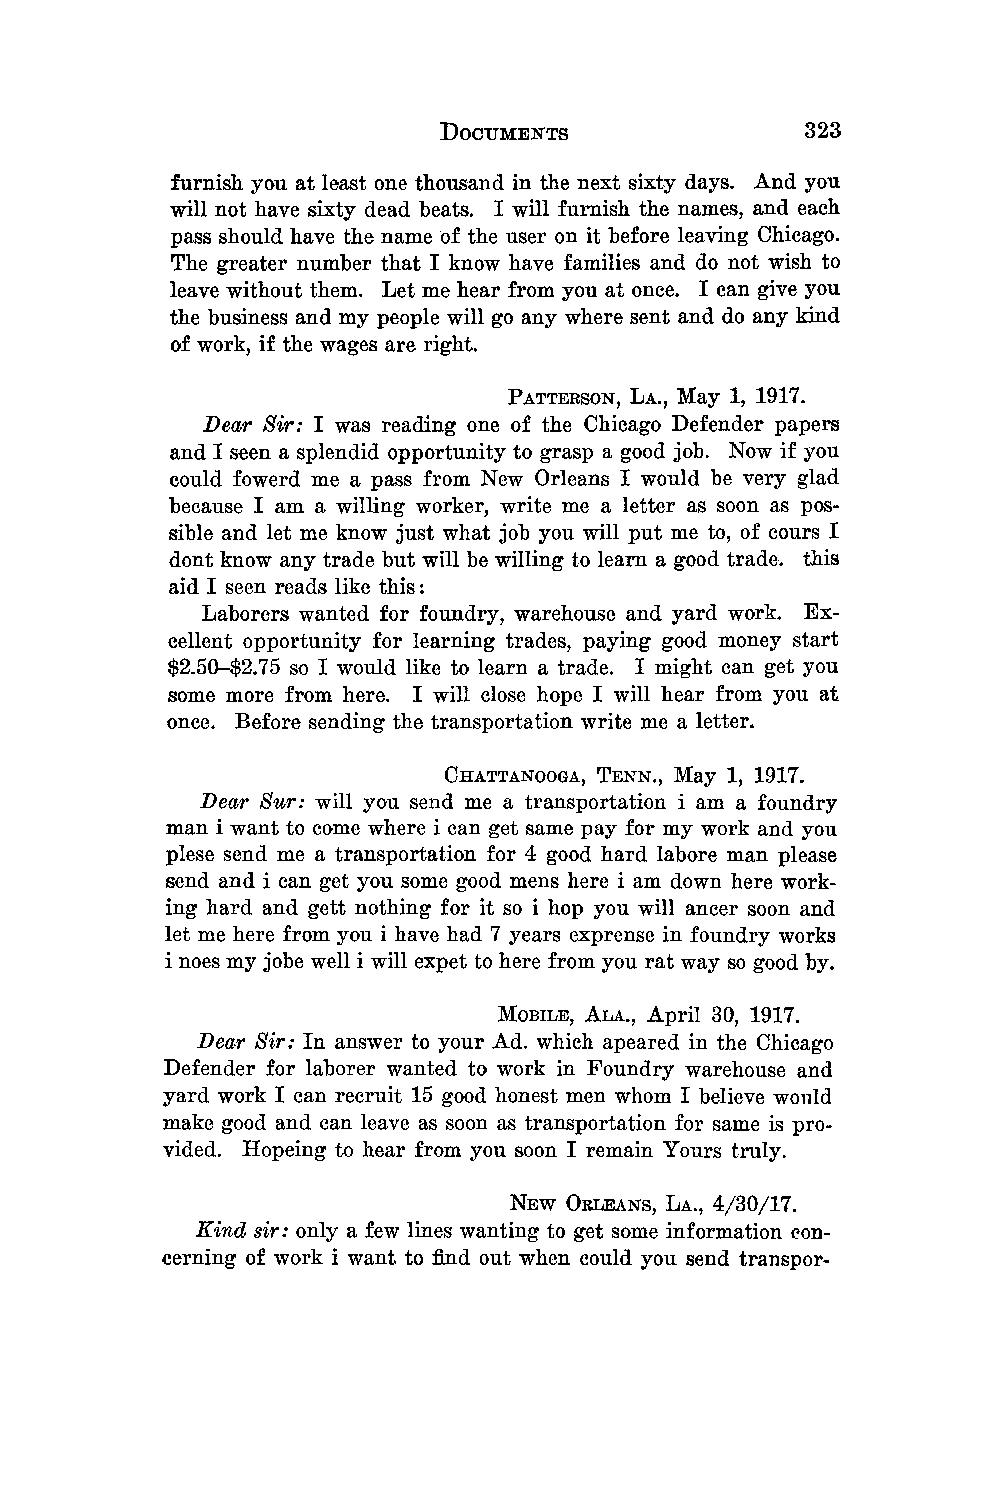 DOCUMENTS 323
furnish you at least one thousand in the next sixty days. And you
will not have sixty dead beats. I will furnish the names, and each
pass should have the name of the user on it before leaving Chicago.
The greater number that I know have families and do not wish to
leave without them. Let me hear from you at once. I can give you
the business and my people will go any where sent and do any kind
of work, if the wages are right.
PATTERSON, LA., May 1, 1917.
Dear Sir: I was reading one of the Chicago Defender papers
and I seen a splendid opportunity to grasp a good job. Now if you
could fowerd me a pass from New Orleans I would be very glad
because I am a willing worker, write me a letter as soon as pos-
sible and let me know just what job you will put me to, of cours I
dont know any trade but will be willing to learn a good trade. this
aid I seen reads like this:
Laborers wanted for foundry, warehouse and yard work. Ex-
cellent opportunity for learning trades, paying good money start
$2.50–$2.75 so I would like to learn a trade. I might can get you
some more from here. I will close hope I will hear from you at
once. Before sending the transportation write me a letter.
CHATTANOOGA, TENN., May 1, 1917.
Dear Sur: will you send me a transportation i am a foundry
man i want to come where i can get same pay for my work and you
plese send me a transportation for 4 good hard labore man please
send and i can get you some good mens here i am down here work-
ing hard and gett nothing for it so i hop you will ancer soon and
let me here from you i have had 7 years exprense in foundry works
i noes my jobe well i will expet to here from you rat way so good by.
MOBILE, ALA., April 30, 1917.
Dear Sir: In answer to your Ad. which apeared in the Chicago
Defender for laborer wanted to work in Foundry warehouse and
yard work I can recruit 15 good honest men whom I believe would
make good and can leave as soon as transportation for same is pro-
vided. Hopeing to hear from you soon I remain Yours truly.
NEW ORLEANS, LA., 4/30/17.
Kind sir: only a few lines wanting to get some information con-
cerning of work i want to find out when could you send transpor-